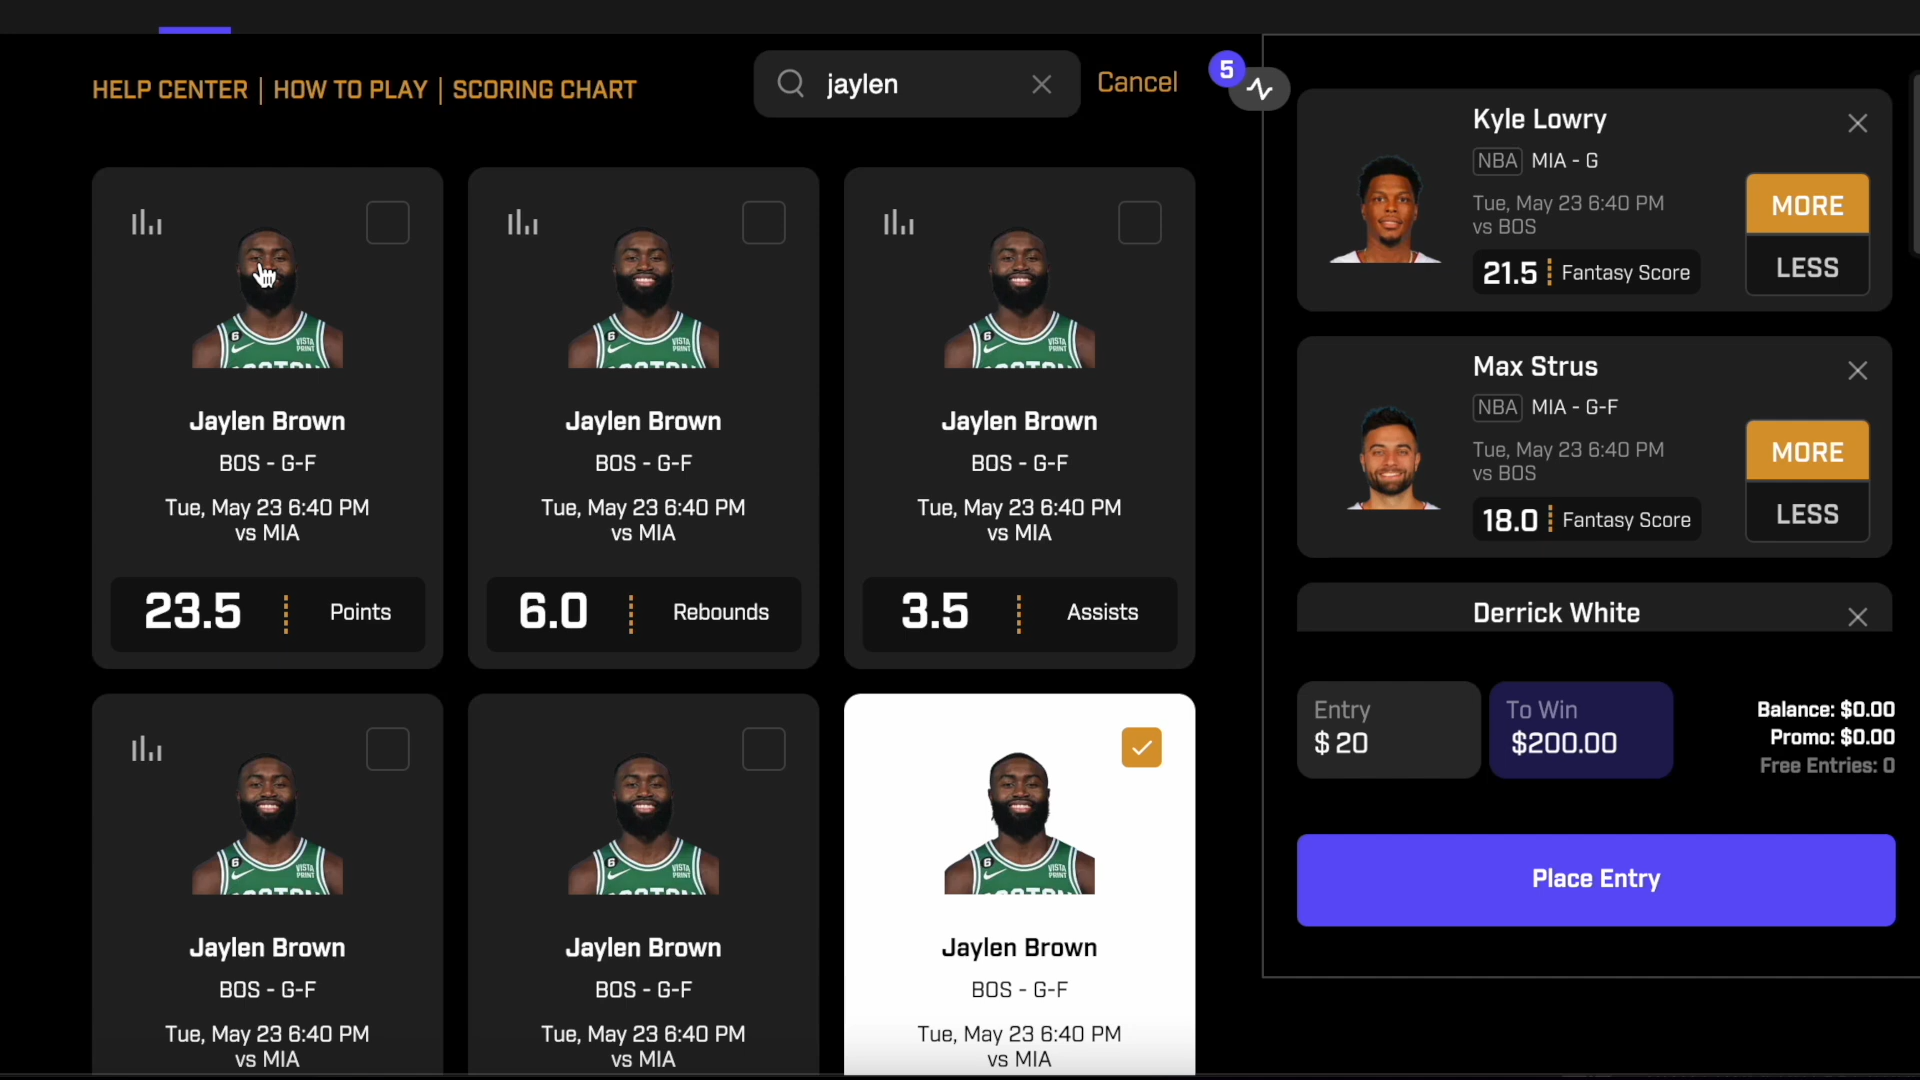 HELP CENTER | HOW TO PLAY | SCORING CHART
jaylen
Cancel
5
Jaylen Brown
BOS - G-F
Tue, May 23 6:40 PM
vs MIA
23.5 Points
Jaylen Brown
BOS - G-F
Tue, May 23 6:40 PM
vs MIA
6.0 Rebounds
Jaylen Brown
BOS - G-F
Tue, May 23 6:40 PM
vs MIA
3.5 Assists
Jaylen Brown
BOS - G-F
Tue, May 23 6:40 PM
vs MIA
Jaylen Brown
BOS - G-F
Tue, May 23 6:40 PM
vs MIA
Jaylen Brown
BOS - G-F
Tue, May 23 6:40 PM
vs MIA
Kyle Lowry
NBA MIA - G
Tue, May 23 6:40 PM
vs BOS
21.5 Fantasy Score
MORE
LESS
Max Strus
NBA MIA - G-F
Tue, May 23 6:40 PM
vs BOS
18.0 Fantasy Score
MORE
LESS
Derrick White
Entry
$ 20
To Win
$200.00
Balance: $0.00
Promo: $0.00
Free Entries: 0
Place Entry